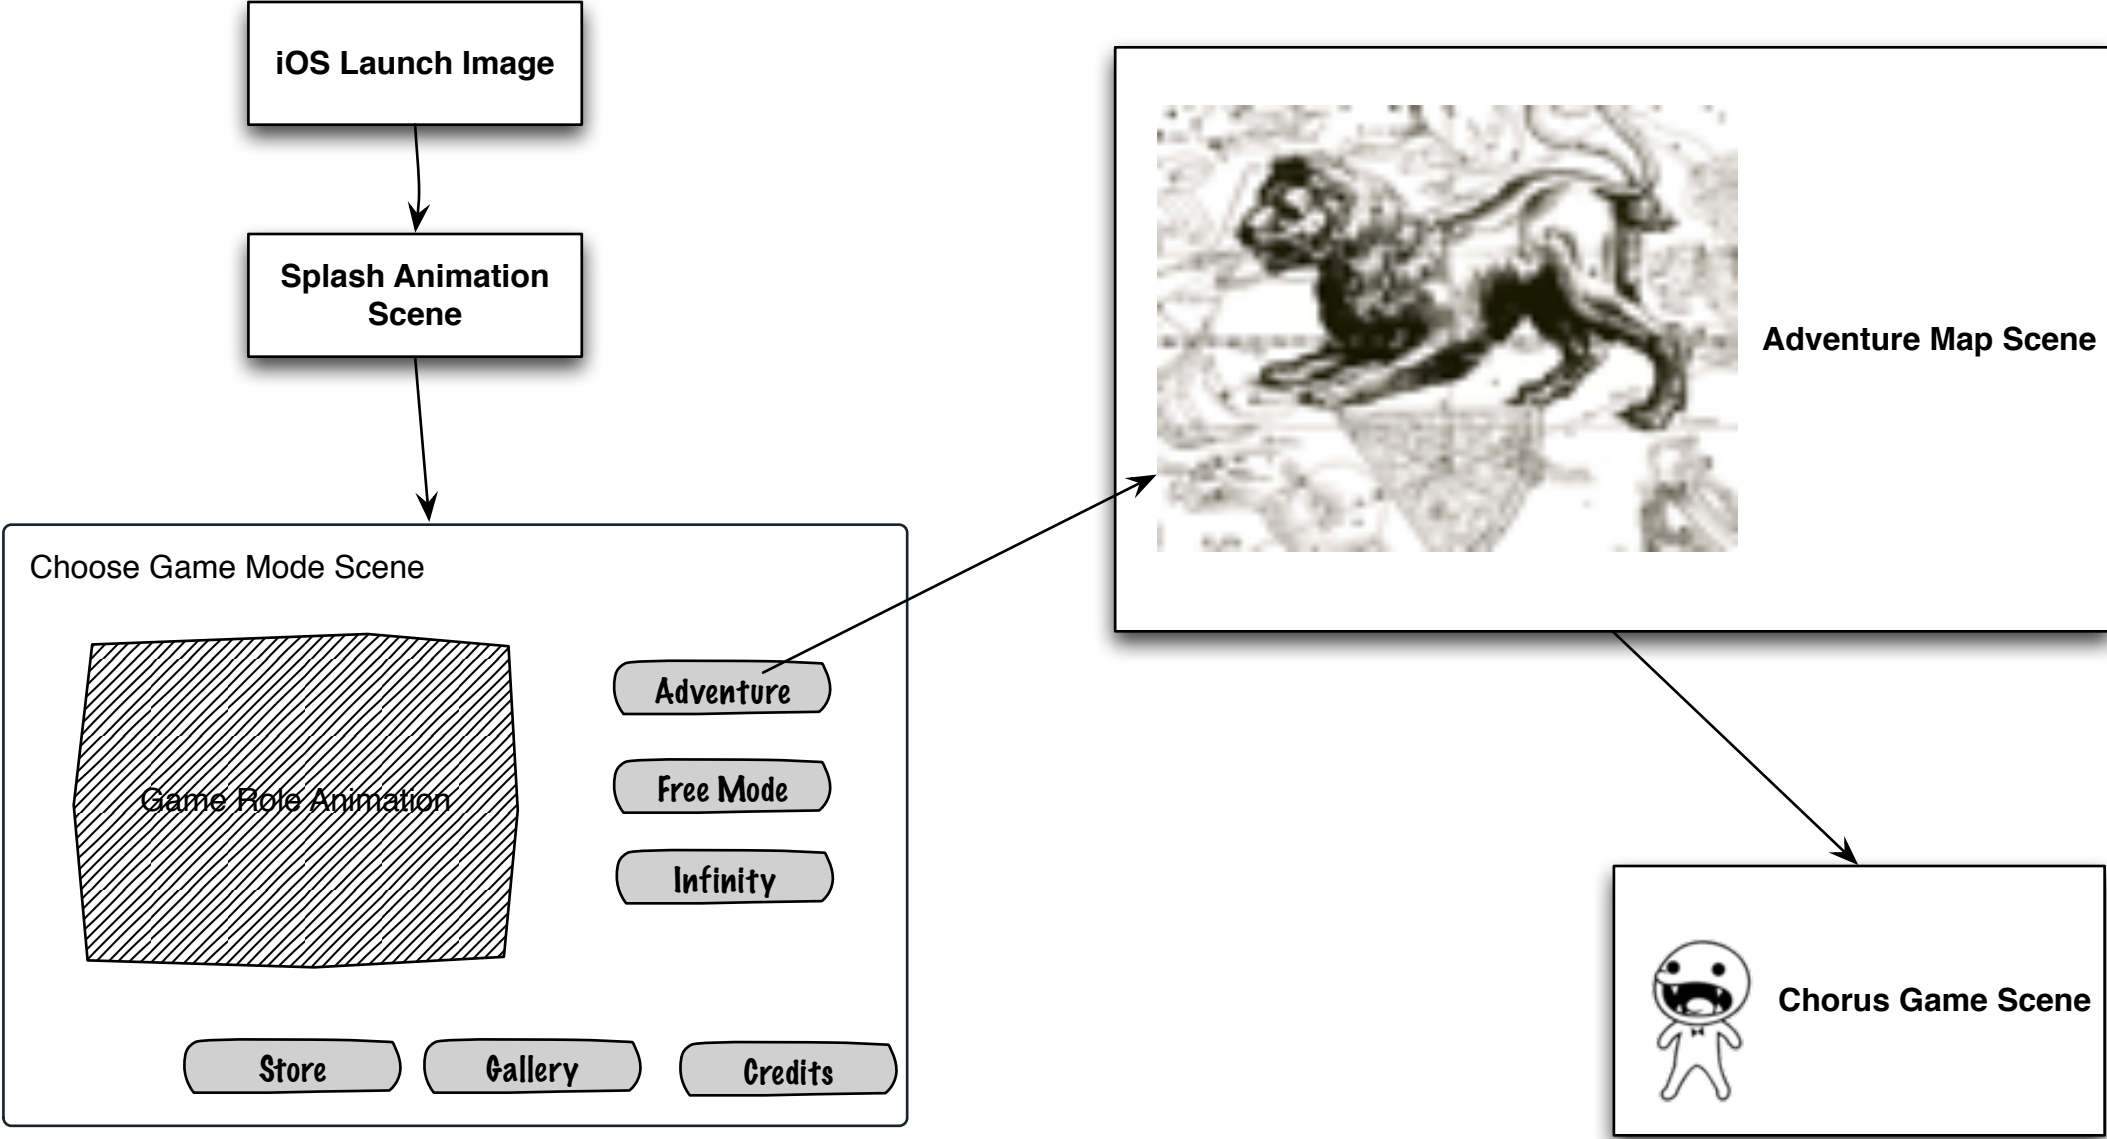 iOS Launch Image
Splash Animation
Scene
Choose Game Mode Scene
Game Role Animation
Adventure
Free Mode
Infinity
Store
Gallery
Credits
Adventure Map Scene
Chorus Game Scene